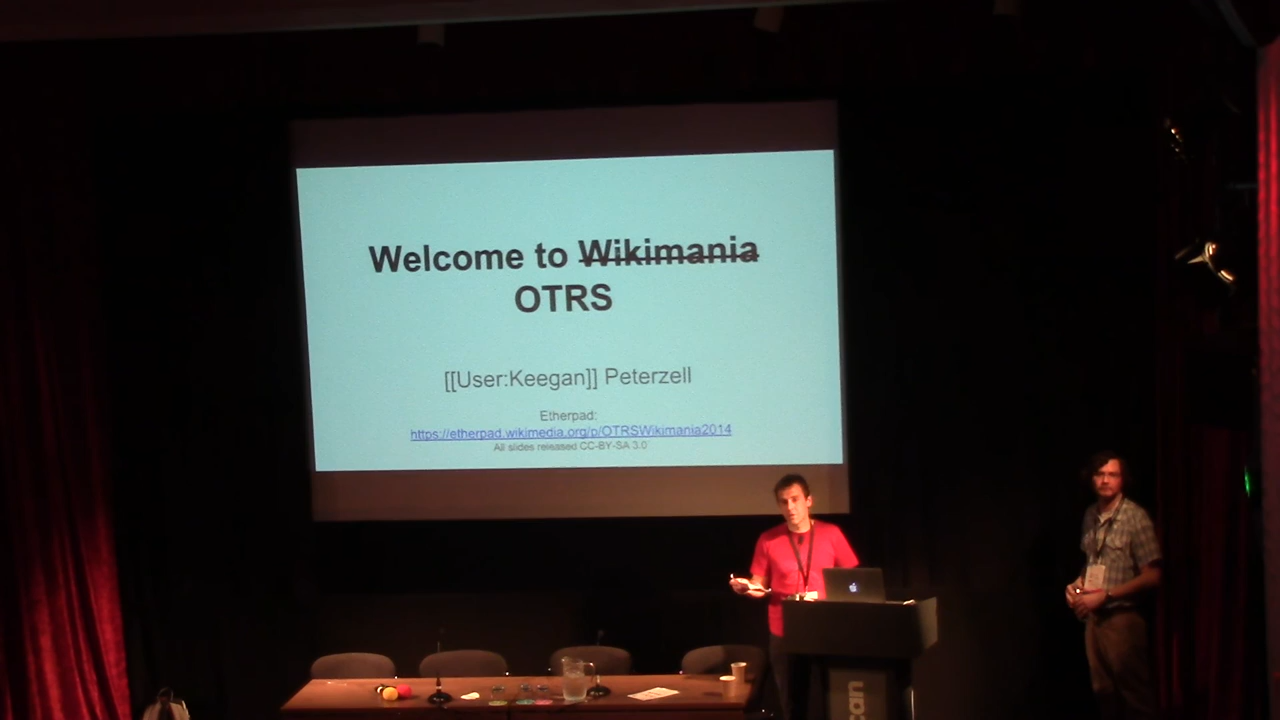 Welcome to Wikimania
OTRS
[[User:Keegan]] Peterzell
Etherpad:
https://etherpad.wikimedia.org/p/OTRSWikimania2014
All slides released CC-BY-SA 3.0
can